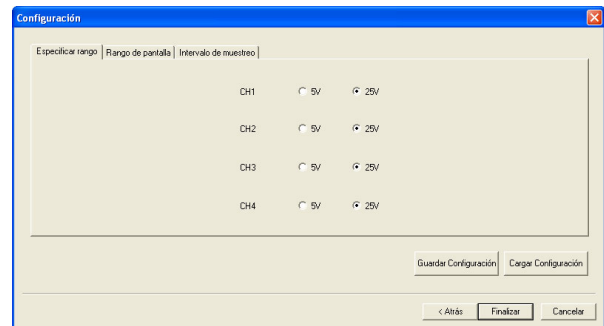 Configuración
Especificar rango Rango de pantalla Intervalo de muestreo
CH1 5V 25V
CH2 5V 25V
CH3 5V 25V
CH4 5V 25V
Guardar Configuración Cargar Configuración
< Atrás Finalizar Cancelar